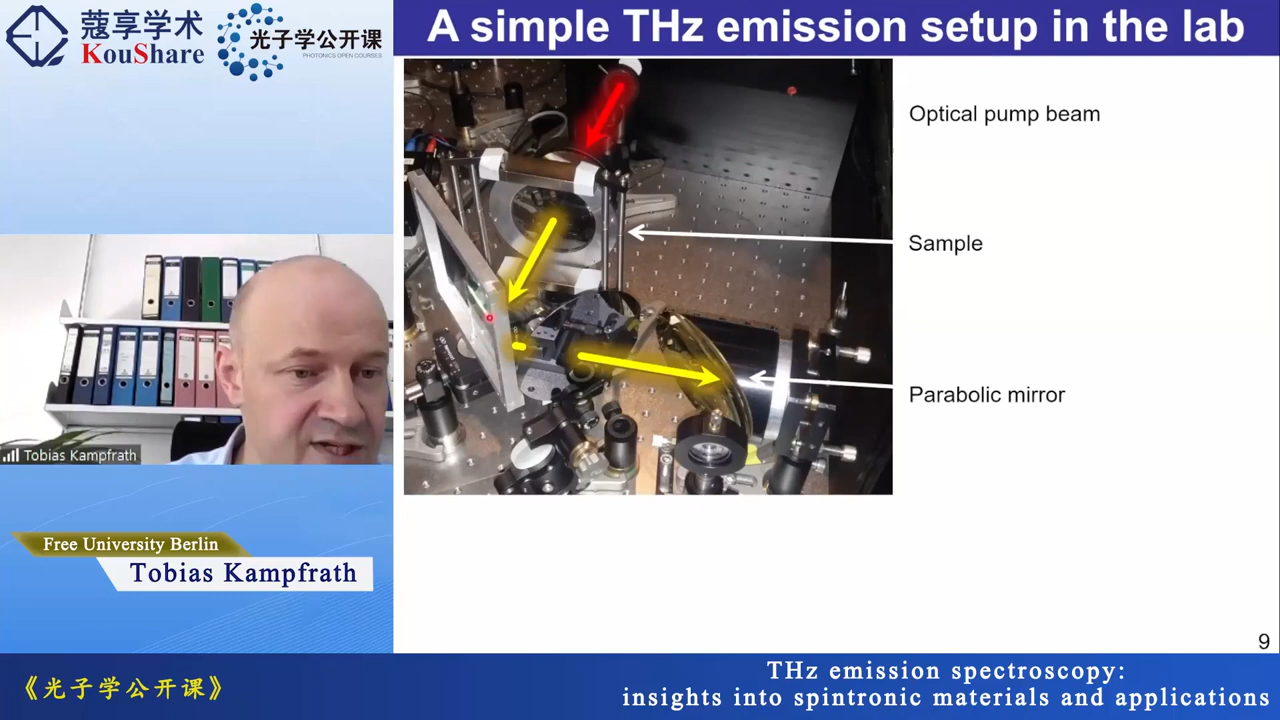 蔻享学术
KouShare
光子学公开课
PHOTONICS OPEN COURSES
A simple THz emission setup in the lab
Optical pump beam
Sample
Parabolic mirror
Tobias Kampfrath
Free University Berlin
Tobias Kampfrath
9
《光子学公开课》
THz emission spectroscopy:
insights into spintronic materials and applications